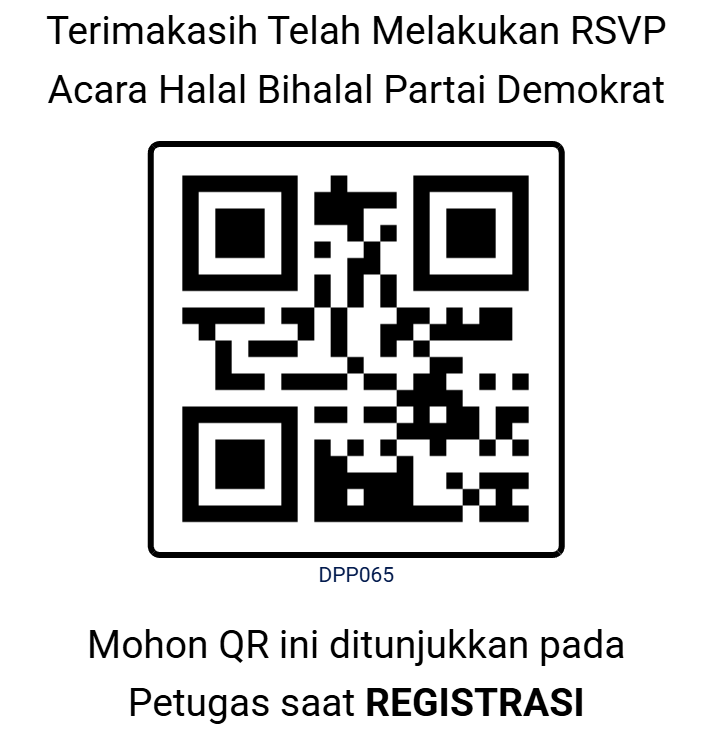 Terimakasih Telah Melakukan RSVP
Acara Halal Bihalal Partai Demokrat
DPP065
Mohon QR ini ditunjukkan pada
Petugas saat REGISTRASI